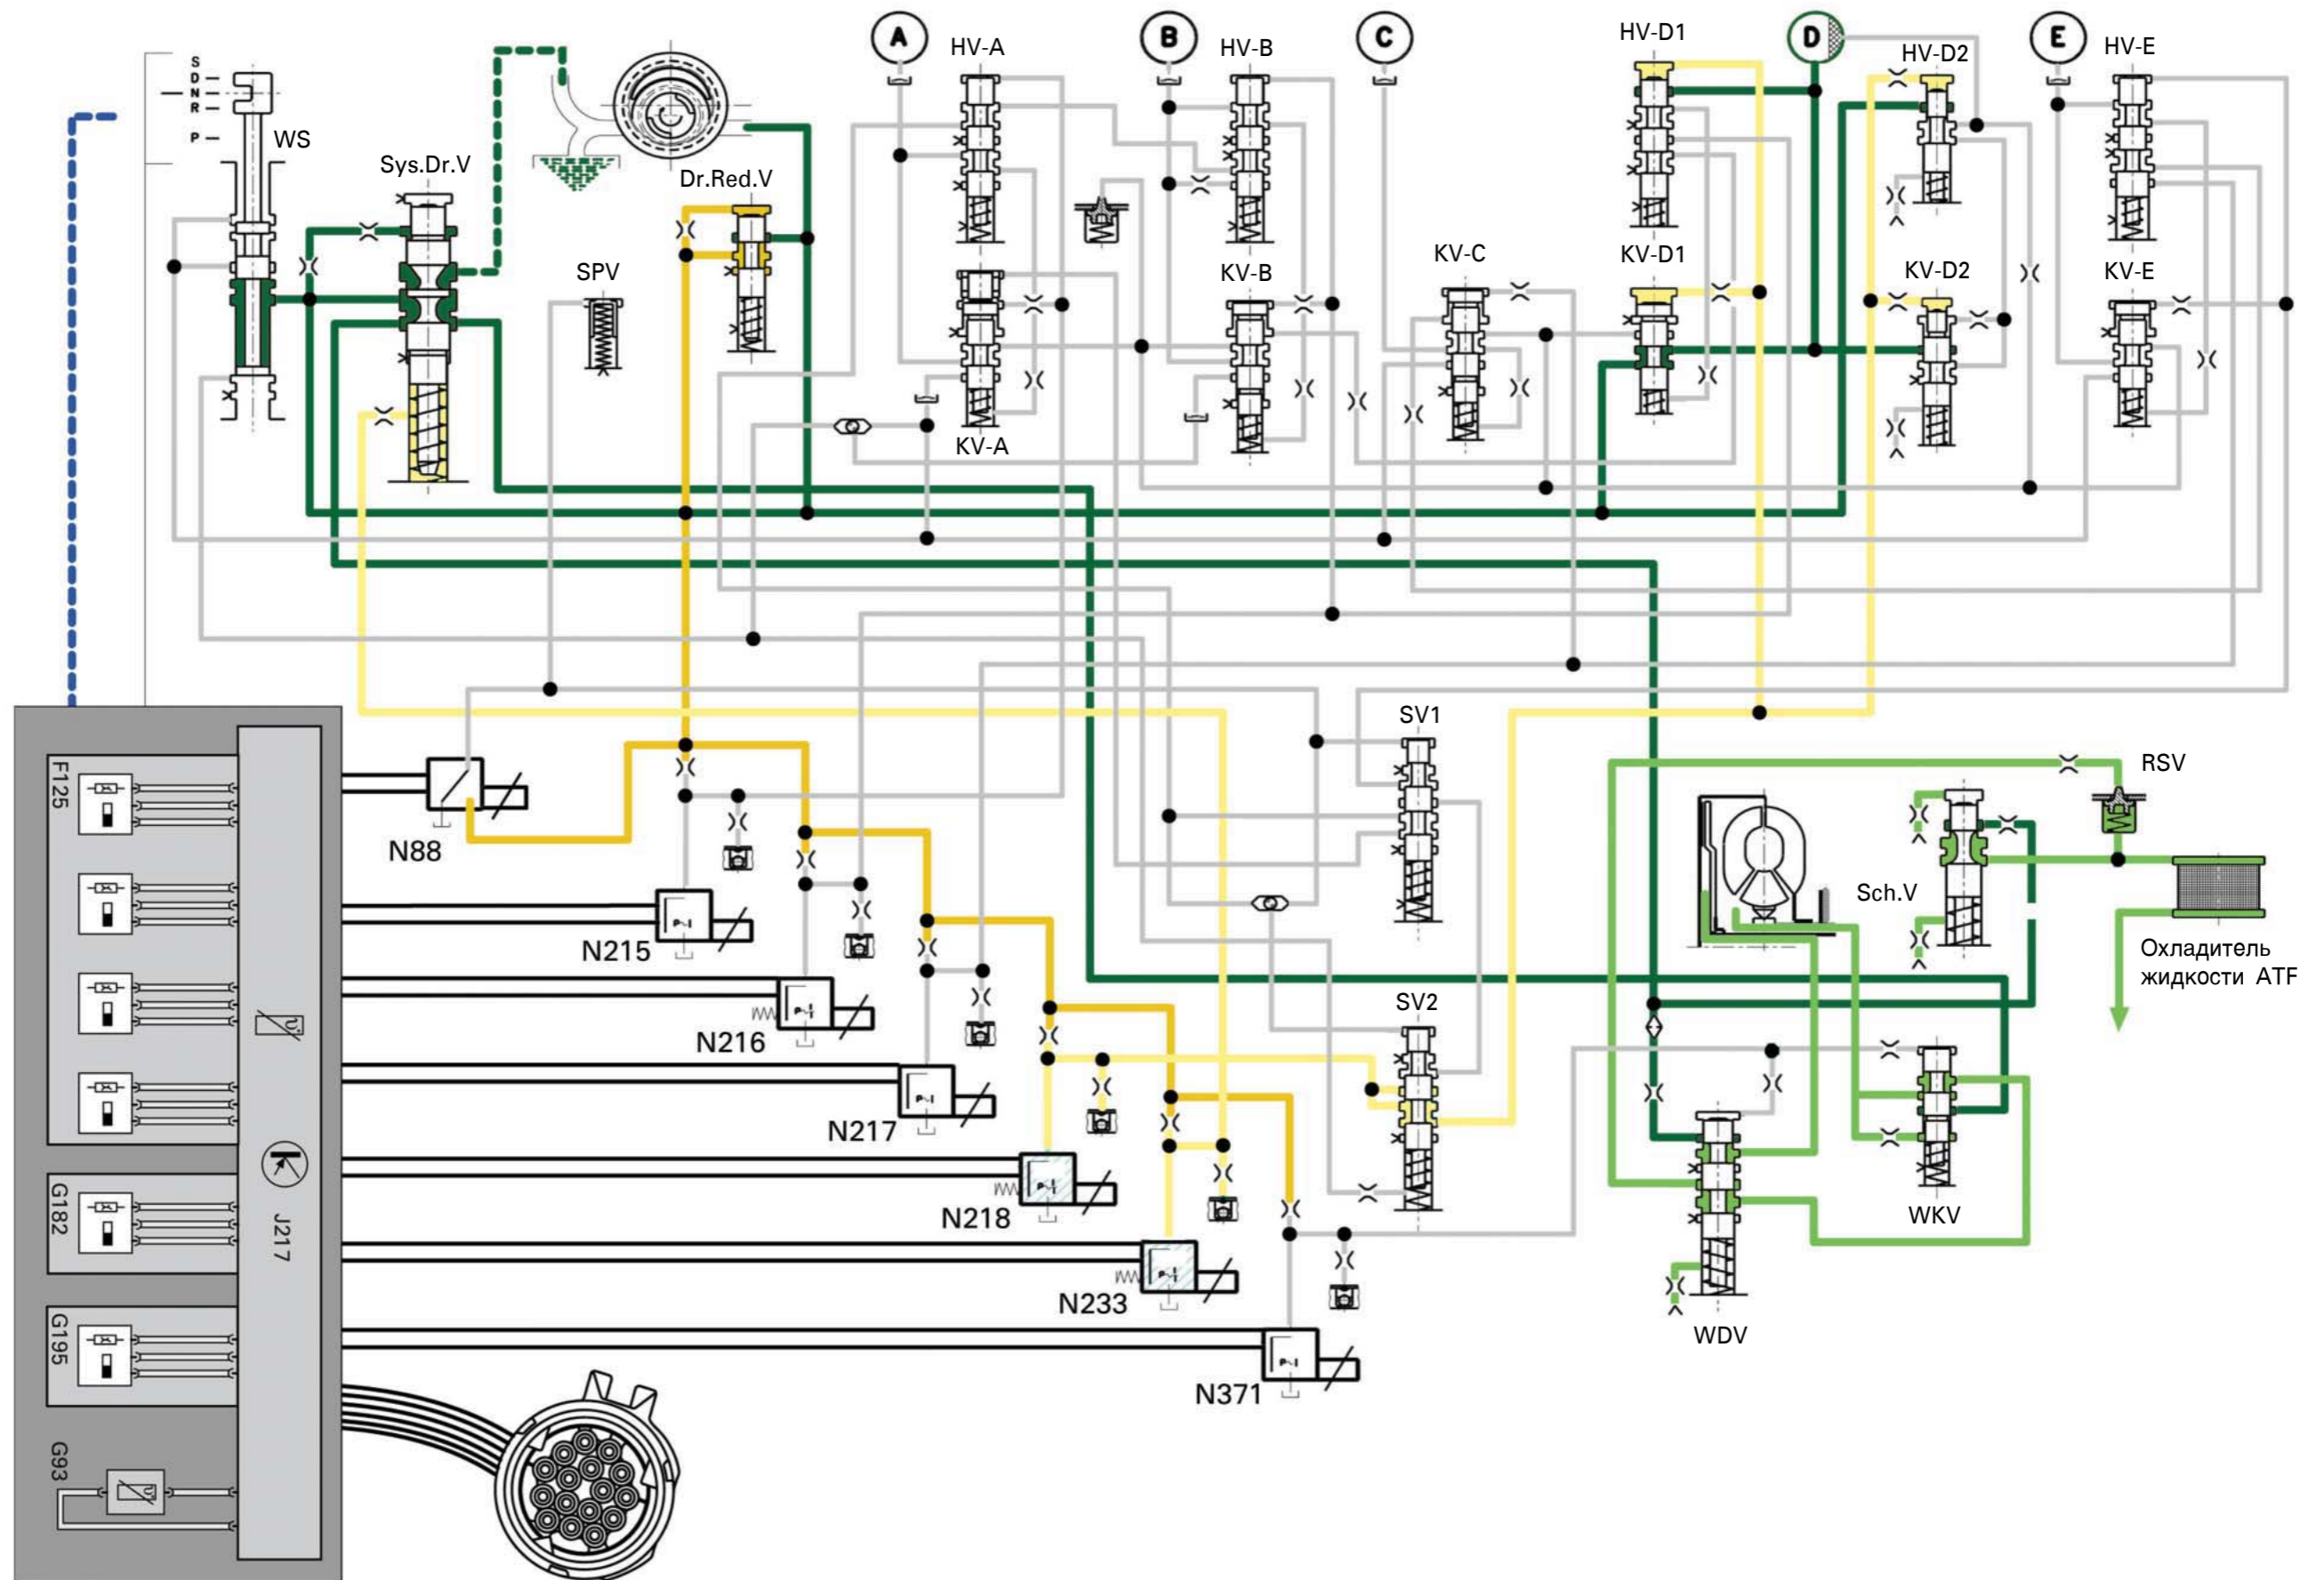 S
D
N
R
P
WS
Sys.Dr.V
SPV
Dr.Red.V
A
HV-A
KV-A
B
HV-B
KV-B
C
KV-C
HV-D1
KV-D1
D
HV-D2
KV-D2
E
HV-E
KV-E
SV1
SV2
RSV
Sch.V
Охладитель
жидкости ATF
WKV
WDV
F125
G182
G195
G93
J217
N88
P-I
N215
P-I
N216
P-I
N217
P-I
N218
P-I
N233
P-I
N371